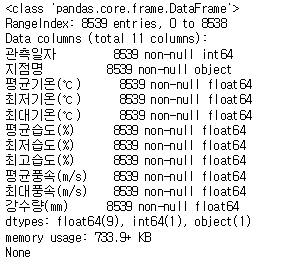 <class 'pandas.core.frame.DataFrame'>
RangeIndex: 8539 entries, 0 to 8538
Data columns (total 11 columns):
관측일자 8539 non-null int64
지점명 8539 non-null object
평균기온(℃) 8539 non-null float64
최저기온(℃) 8539 non-null float64
최대기온(℃) 8539 non-null float64
평균습도(%) 8539 non-null float64
최저습도(%) 8539 non-null float64
최고습도(%) 8539 non-null float64
평균풍속(m/s) 8539 non-null float64
최대풍속(m/s) 8539 non-null float64
강수량(mm) 8539 non-null float64
dtypes: float64(9), int64(1), object(1)
memory usage: 733.9+ KB
None